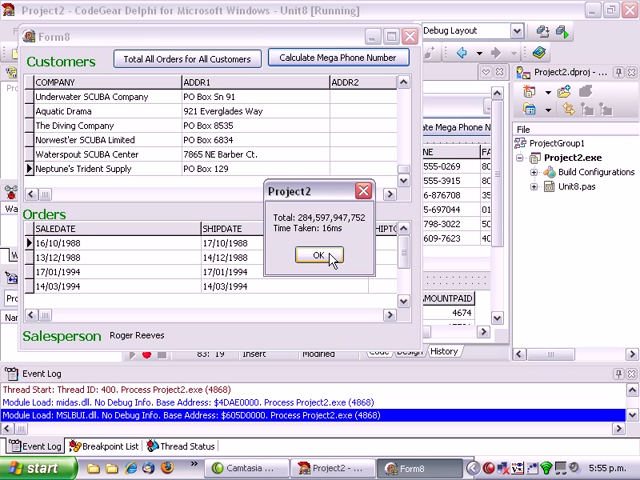 Project2 - CodeGear Delphi for Microsoft Windows - Unit8 [Running]
Form8
Debug Layout
Customers
Total All Orders for All Customers
Calculate Mega Phone Number
COMPANY ADDR1 ADDR2
Underwater SCUBA Company PO Box Sn 91
Aquatic Drama 921 Everglades Way
The Diving Company PO Box 8535
Norwest'er SCUBA Limited PO Box 6834
Waterspout SCUBA Center 7865 NE Barber Ct.
Neptune's Trident Supply PO Box 129
Project2
Total: 284,597,947,752
Time Taken: 16ms
OK
Orders
SALEDATE SHIPDATE
16/10/1988 17/10/1988
13/12/1988 14/12/1988
17/01/1994 17/01/1994
14/03/1994 14/03/1994
Salesperson Roger Reeves
late Mega Phone N
555-0269 80
555-3915 80
876-697044 01
798-3022 01
609-7623 40
AMOUNTPAID
4674
Project2.dproj -
File
ProjectGroup1
Project2.exe
Build Configurations
Unit8.pas
83: 19 Insert Modified Code Design History
Event Log
Thread Start: Thread ID: 400. Process Project2.exe (4868)
Module Load: midas.dll. No Debug Info. Base Address: $4DAE0000. Process Project2.exe (4868)
Module Load: MSLBUI.dll. No Debug Info. Base Address: $605D0000. Process Project2.exe (4868)
Event Log Breakpoint List Thread Status
start
Camtasia ...
Project2 - ...
Form8
5:55 p.m.